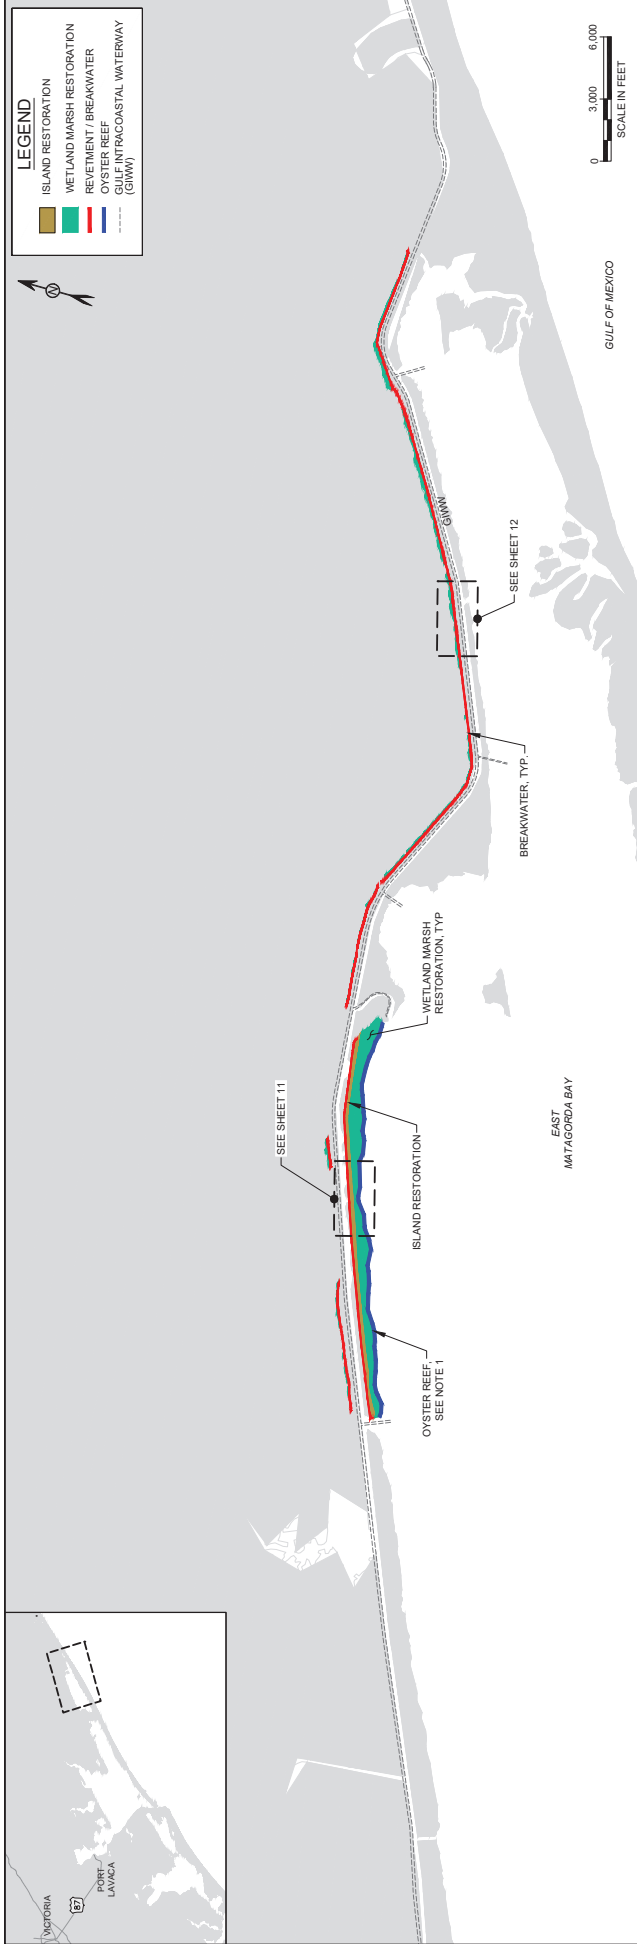 LEGEND
ISLAND RESTORATION
WETLAND MARSH RESTORATION
REVETMENT / BREAKWATER
OYSTER REEF
GULF INTRACOASTAL WATERWAY
(GIWW)
N
VICTORIA
87
PORT
LAVACA
SEE SHEET 11
OYSTER REEF,
SEE NOTE 1
ISLAND RESTORATION
WETLAND MARSH
RESTORATION, TYP
EAST
MATAGORDA BAY
BREAKWATER, TYP.
SEE SHEET 12
GIWW
GULF OF MEXICO
0 3,000 6,000
SCALE IN FEET